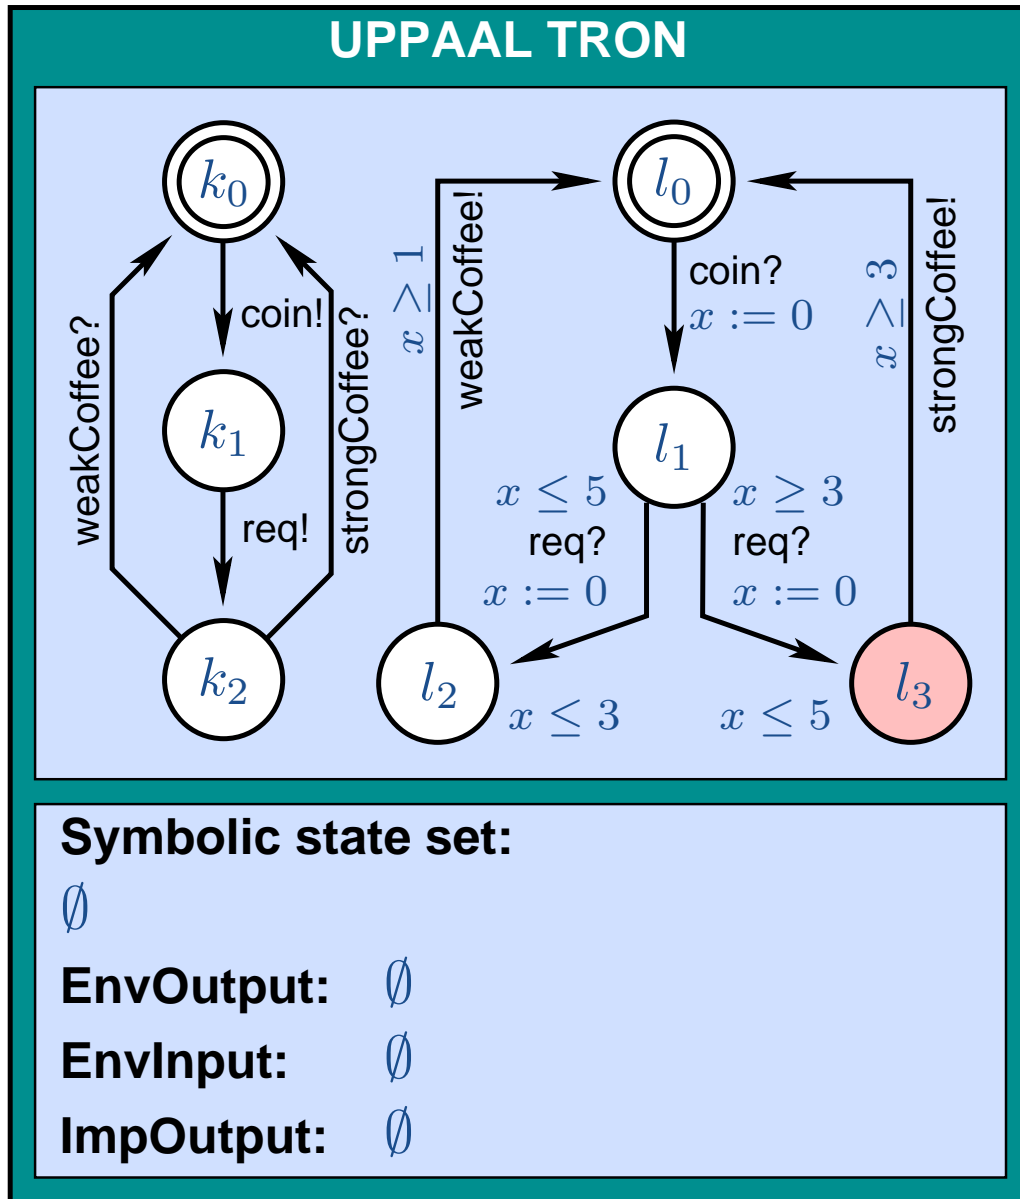 UPPAAL TRON
k₀
l₀
weakCoffee?
coin!
strongCoffee?
k₁
req!
k₂
x ≥ 1
weakCoffee!
coin?
x := 0
x ≥ 3
strongCoffee!
l₁
x ≤ 5
req?
x := 0
x ≥ 3
req?
x := 0
l₂
x ≤ 3
x ≤ 5
l₃
Symbolic state set:
∅
EnvOutput: ∅
EnvInput: ∅
ImpOutput: ∅